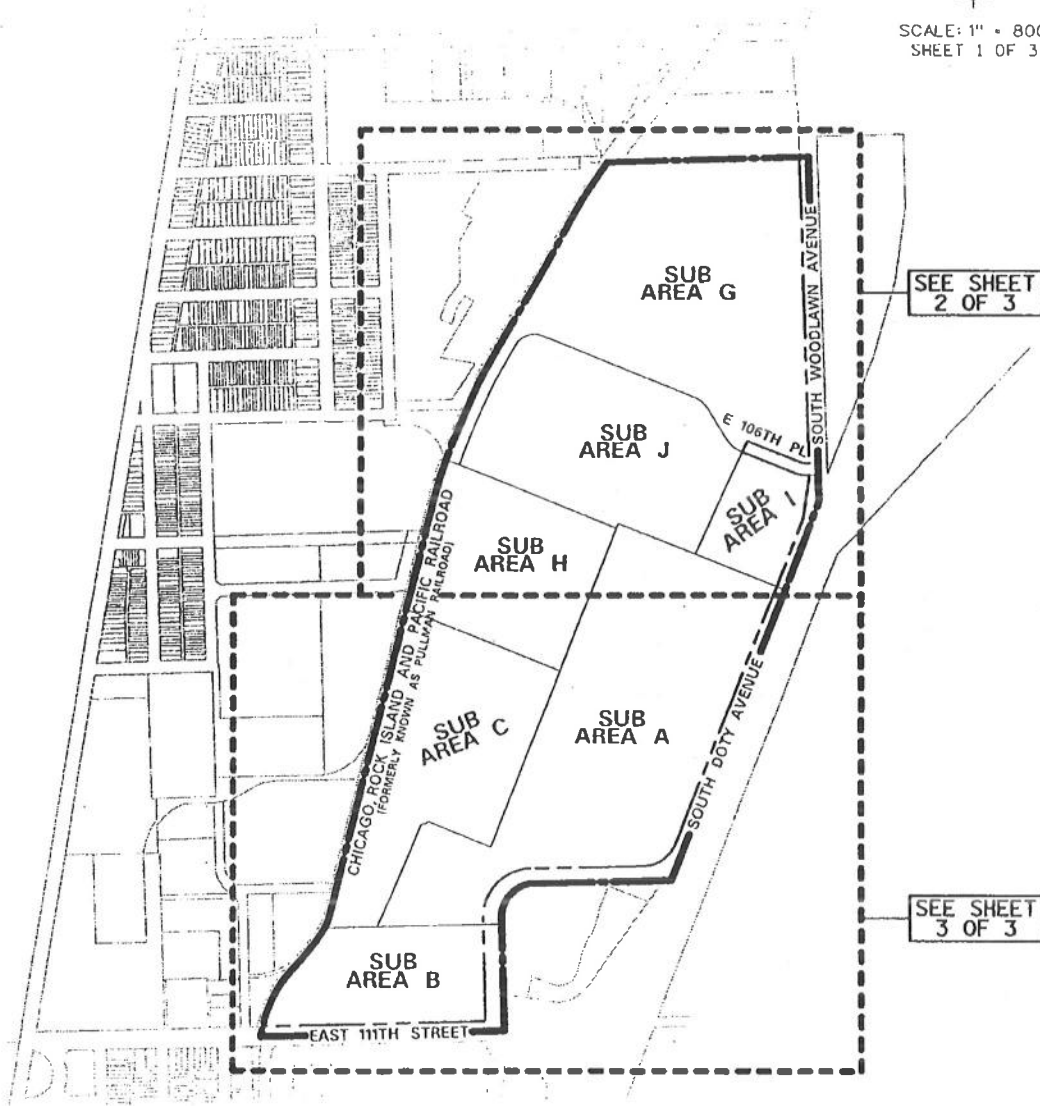 SCALE: 1" = 800
SHEET 1 OF 3
SUB
AREA G
SOUTH WOODLAWN AVENUE
SEE SHEET
2 OF 3
E 106TH PL
SUB
AREA J
SUB
AREA I
SUB
AREA H
CHICAGO, ROCK ISLAND AND PACIFIC RAILROAD
(FORMERLY KNOWN AS PULLMAN RAILROAD)
SUB
AREA C
SUB
AREA A
SOUTH DOTY AVENUE
SEE SHEET
3 OF 3
SUB
AREA B
EAST 111TH STREET